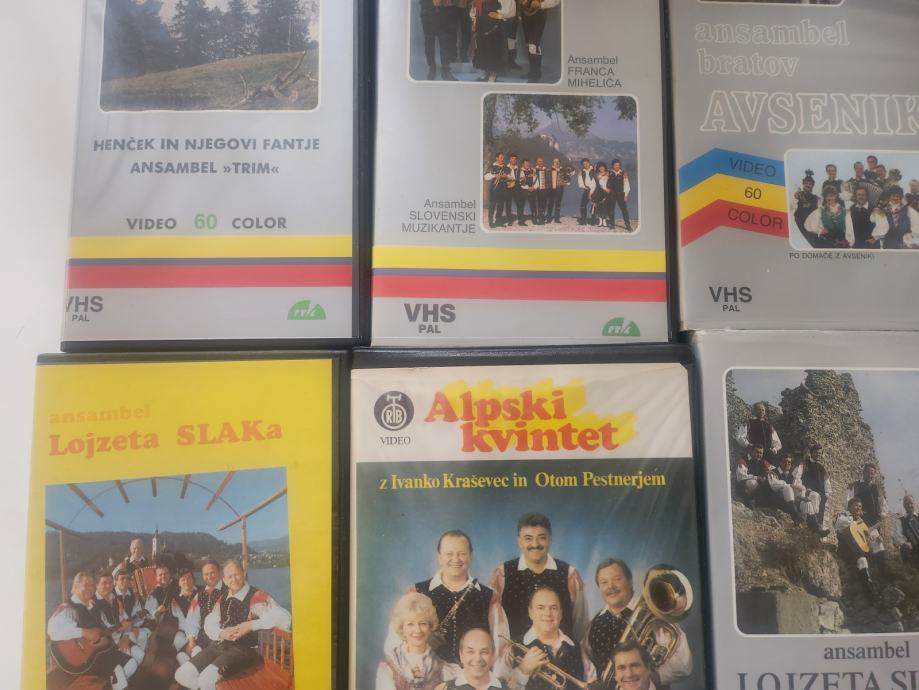 HENČEK IN NJEGOVI FANTJE
ANSAMBEL »TRIM«
VIDEO 60 COLOR
VHS
PAL
Ansambel
FRANCA
MIHELIČA
Ansambel
SLOVENSKI
MUZIKANTJE
VHS
PAL
ansambel
bratov
AVSENIK
VIDEO
60
COLOR
PO DOMAČE Z AVSENIKI
VHS
PAL
ansambel
Lojzeta SLAKa
RTB
VIDEO
Alpski
kvintet
z Ivanko Kraševec in Otom Pestnerjem
ansambel
LOJZETA